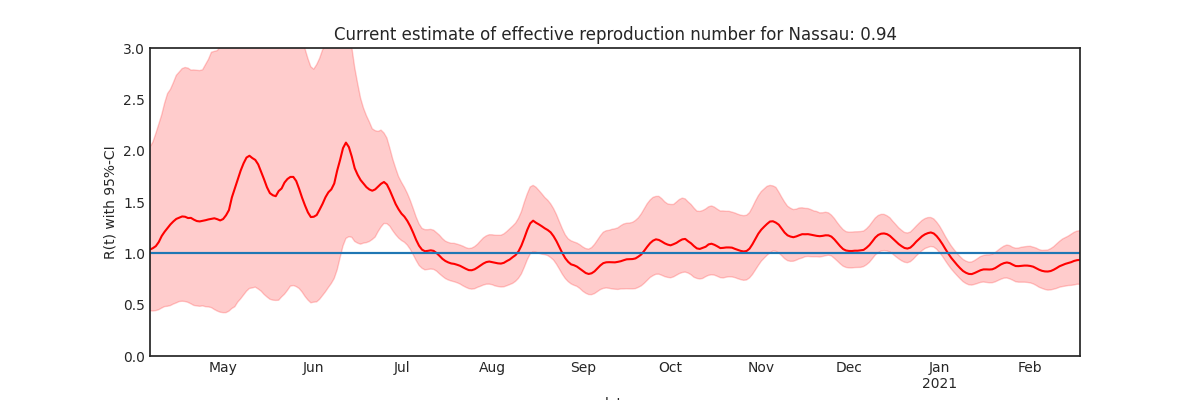 Current estimate of effective reproduction number for Nassau: 0.94
R(t) with 95%-CI
3.0
2.5
2.0
1.5
1.0
0.5
0.0
May Jun Jul Aug Sep Oct Nov Dec Jan Feb
2021